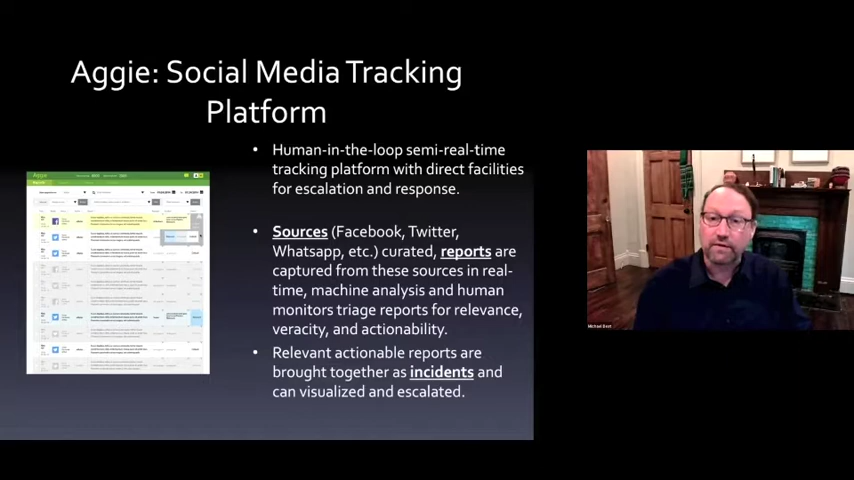 Aggie: Social Media Tracking
Platform
• Human-in-the-loop semi-real-time
tracking platform with direct facilities
for escalation and response.
• Sources (Facebook, Twitter,
Whatsapp, etc.) curated, reports are
captured from these sources in real-
time, machine analysis and human
monitors triage reports for relevance,
veracity, and actionability.
• Relevant actionable reports are
brought together as incidents and
can visualized and escalated.
Aggie